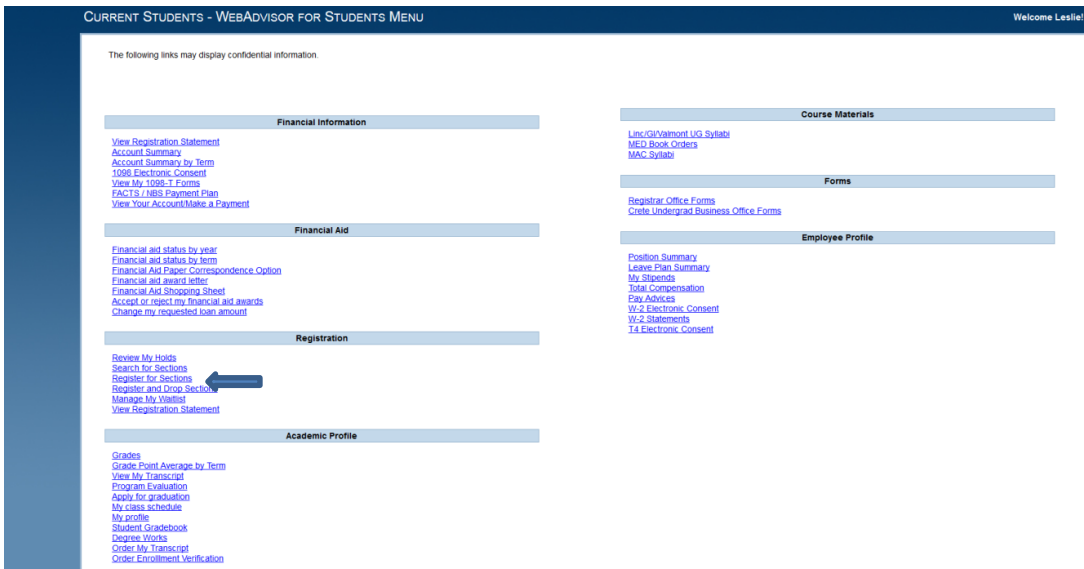 CURRENT STUDENTS - WEBADVISOR FOR STUDENTS MENU
Welcome Leslie!
The following links may display confidential information.
Financial Information
View Registration Statement
Account Summary
Account Summary by Term
1098 Electronic Consent
View My 1098-T Forms
FACTS / NBS Payment Plan
View Your Account/Make a Payment
Financial Aid
Financial aid status by year
Financial aid status by term
Financial Aid Paper Correspondence Option
Financial aid award letter
Financial Aid Shopping Sheet
Accept or reject my financial aid awards
Change my requested loan amount
Registration
Review My Holds
Search for Sections
Register for Sections
Register and Drop Sections
Manage My Waitlist
View Registration Statement
Academic Profile
Grades
Grade Point Average by Term
View My Transcript
Program Evaluation
Apply for graduation
My class schedule
My profile
Student Gradebook
Degree Works
Order My Transcript
Order Enrollment Verification
Course Materials
Linc/GI/Valmont UG Syllabi
MED Book Orders
MAC Syllabi
Forms
Registrar Office Forms
Crete Undergrad Business Office Forms
Employee Profile
Position Summary
Leave Plan Summary
My Stipends
Total Compensation
Pay Advices
W-2 Electronic Consent
W-2 Statements
T4 Electronic Consent